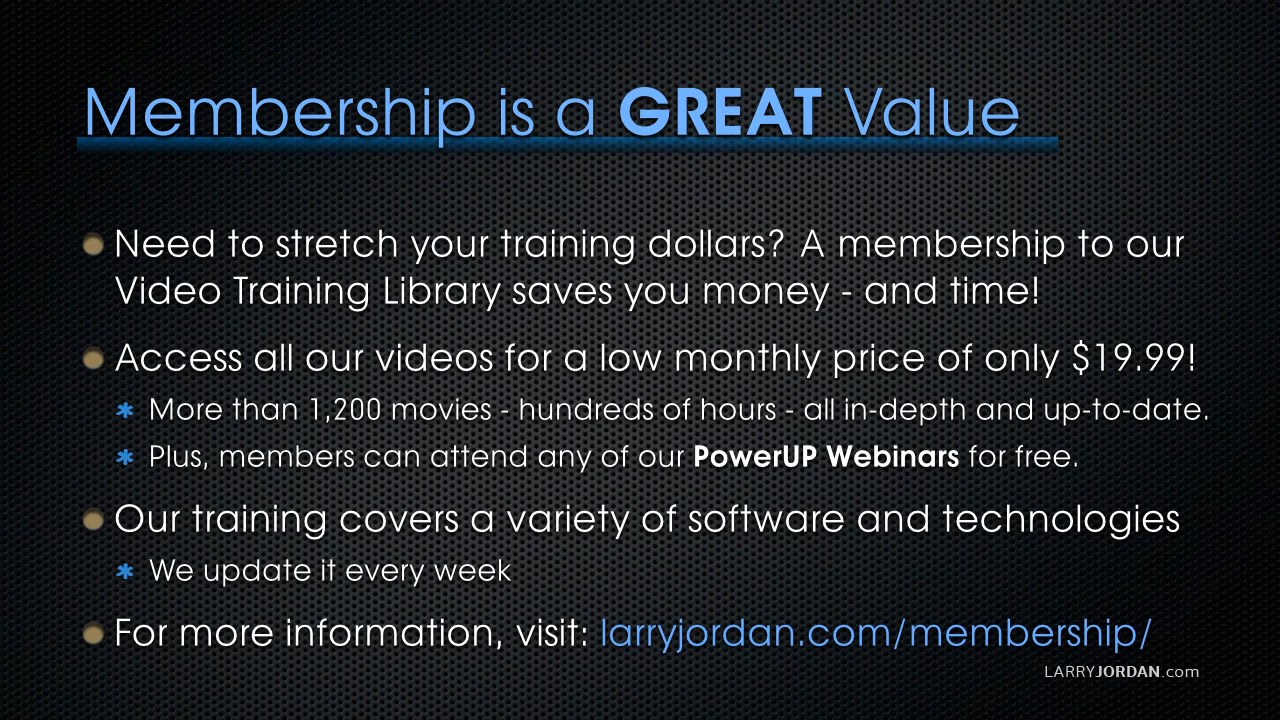 Membership is a GREAT Value
Need to stretch your training dollars? A membership to our
Video Training Library saves you money - and time!
Access all our videos for a low monthly price of only $19.99!
More than 1,200 movies - hundreds of hours - all in-depth and up-to-date.
Plus, members can attend any of our PowerUP Webinars for free.
Our training covers a variety of software and technologies
We update it every week
For more information, visit: larryjordan.com/membership/
LARRYJORDAN.com